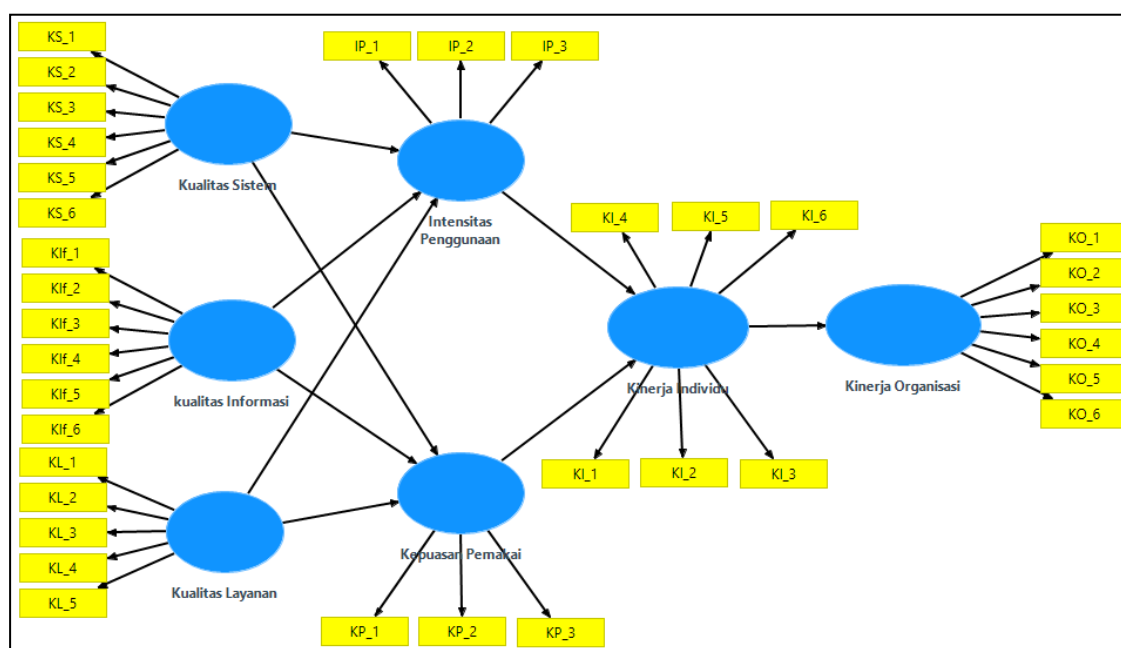 KS_1
KS_2
KS_3
KS_4
KS_5
KS_6
Kualitas Sistem
KIf_1
KIf_2
KIf_3
KIf_4
KIf_5
KIf_6
kualitas Informasi
KL_1
KL_2
KL_3
KL_4
KL_5
Kualitas Layanan
IP_1
IP_2
IP_3
Intensitas
Penggunaan
Kepuasan Pemakai
KP_1
KP_2
KP_3
KI_4
KI_5
KI_6
Kinerja Individu
KI_1
KI_2
KI_3
Kinerja Organisasi
KO_1
KO_2
KO_3
KO_4
KO_5
KO_6